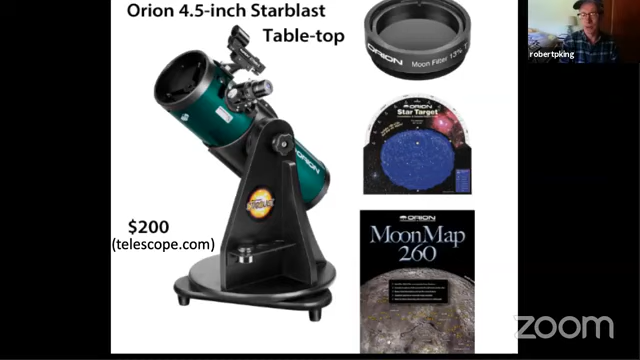 Orion 4.5-inch Starblast
Table-top
ORION
Moon Filter 13% T
robertpking
ORION
Star Target
ORION
STARBLAST
$200
(telescope.com)
ORION
MoonMap
260
zoom